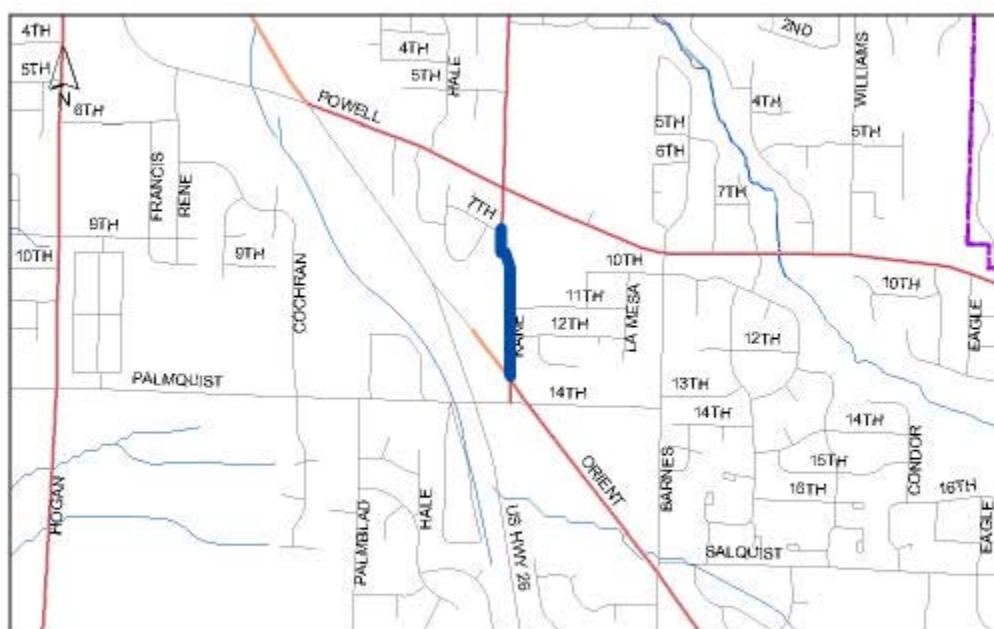 4TH
2ND
4TH
HALE
WILLIAMS
5TH
5TH
N
4TH
6TH
POWELL
5TH
5TH
6TH
FRANCIS
RENE
7TH
7TH
9TH
9TH
10TH
10TH
COCHRAN
10TH
11TH
LA MESA
EAGLE
12TH
KANE
12TH
PALMQUIST
14TH
13TH
14TH
14TH
CONDOR
ORIENT
BARNES
15TH
16TH
16TH
HOGAN
PALMBLAD
HALE
US HWY 26
SALQUIST
EAGLE